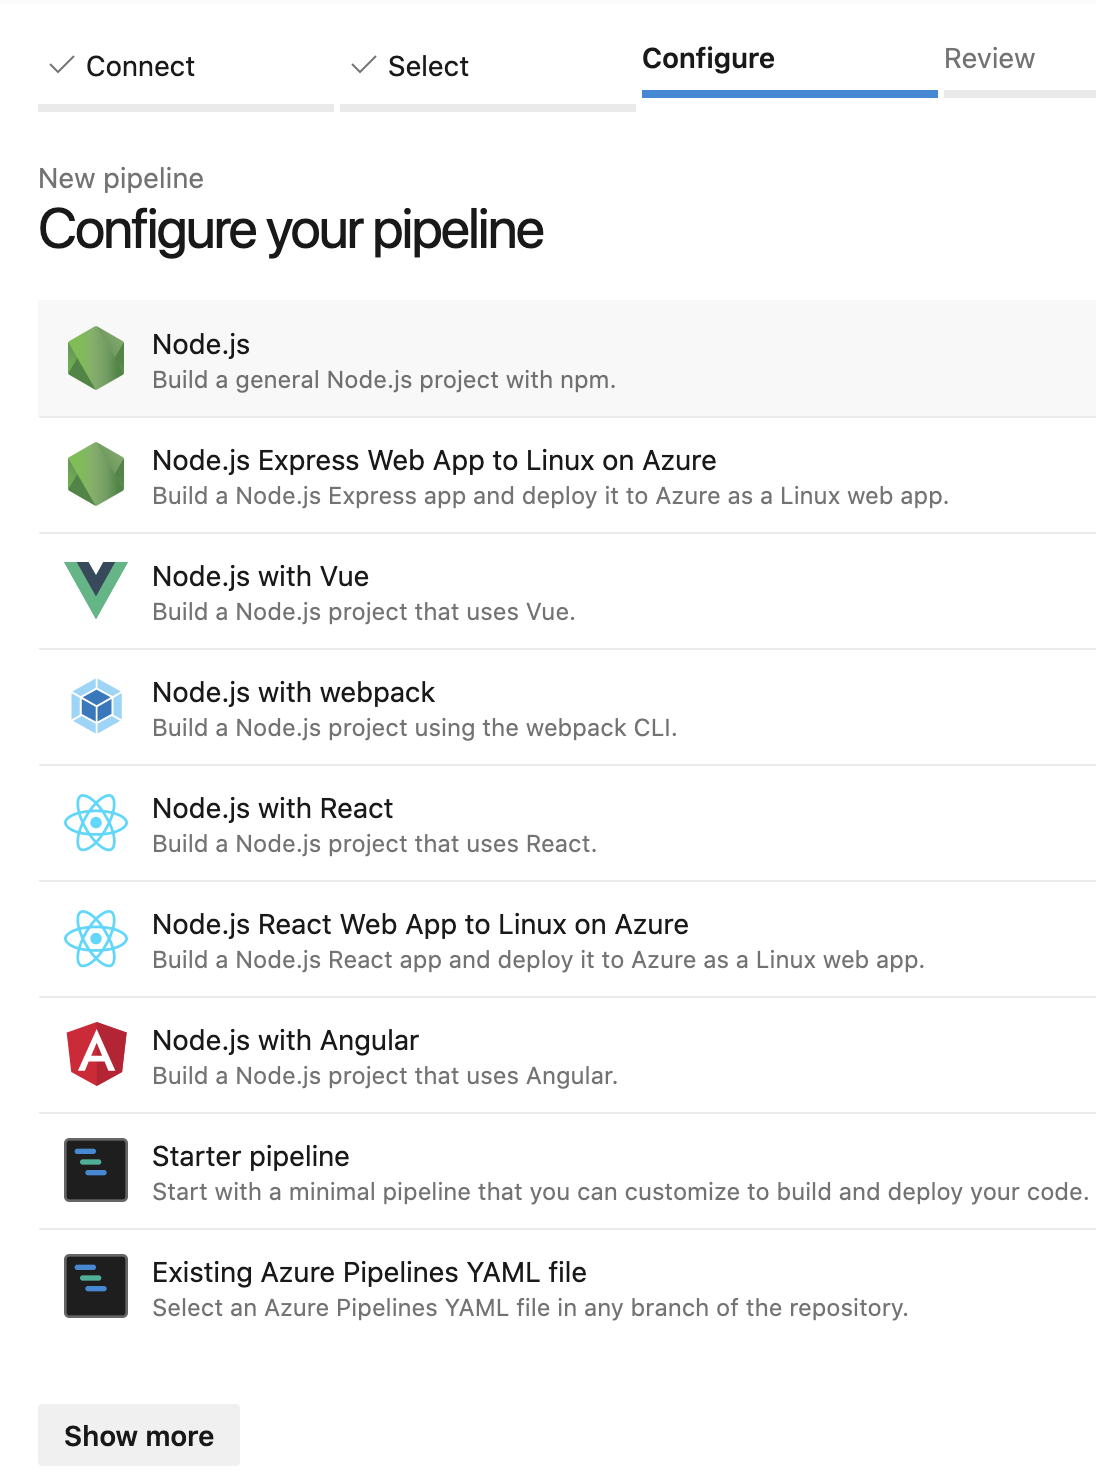 Connect
Select
Configure
Review
New pipeline
Configure your pipeline
Node.js
Build a general Node.js project with npm.
Node.js Express Web App to Linux on Azure
Build a Node.js Express app and deploy it to Azure as a Linux web app.
Node.js with Vue
Build a Node.js project that uses Vue.
Node.js with webpack
Build a Node.js project using the webpack CLI.
Node.js with React
Build a Node.js project that uses React.
Node.js React Web App to Linux on Azure
Build a Node.js React app and deploy it to Azure as a Linux web app.
Node.js with Angular
Build a Node.js project that uses Angular.
Starter pipeline
Start with a minimal pipeline that you can customize to build and deploy your code.
Existing Azure Pipelines YAML file
Select an Azure Pipelines YAML file in any branch of the repository.
Show more